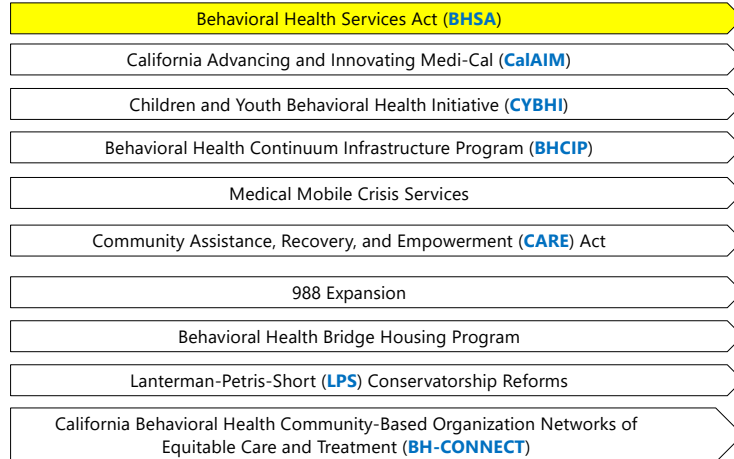 Behavioral Health Services Act (BHSA)
California Advancing and Innovating Medi-Cal (CalAIM)
Children and Youth Behavioral Health Initiative (CYBHI)
Behavioral Health Continuum Infrastructure Program (BHCIP)
Medical Mobile Crisis Services
Community Assistance, Recovery, and Empowerment (CARE) Act
988 Expansion
Behavioral Health Bridge Housing Program
Lanterman-Petris-Short (LPS) Conservatorship Reforms
California Behavioral Health Community-Based Organization Networks of
Equitable Care and Treatment (BH-CONNECT)